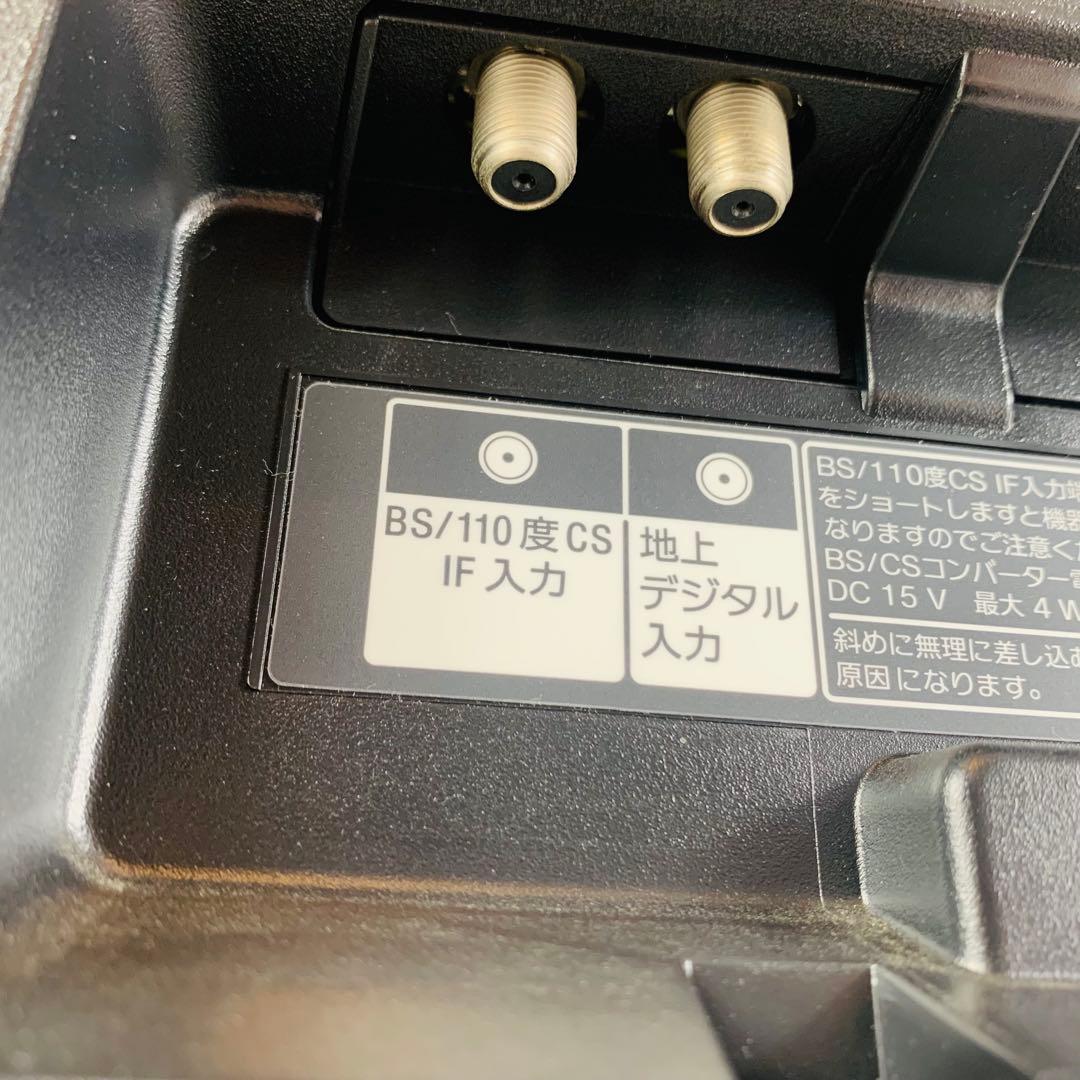 BS/110度CS
IF入力
地上
デジタル
入力
BS/110度CS IF入力端
をショートしますと機器
なりますのでご注意くだ
BS/CSコンバーター電
DC 15 V 最大 4 W
斜めに無理に差し込む
原因になります。